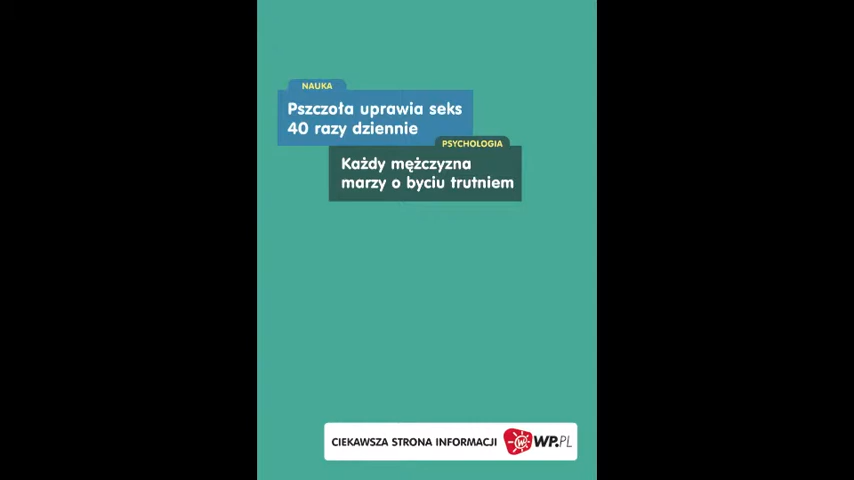 NAUKA
Pszczoła uprawia seks
40 razy dziennie
PSYCHOLOGIA
Każdy mężczyzna
marzy o byciu trutniem
CIEKAWSZA STRONA INFORMACJI W WP.PL